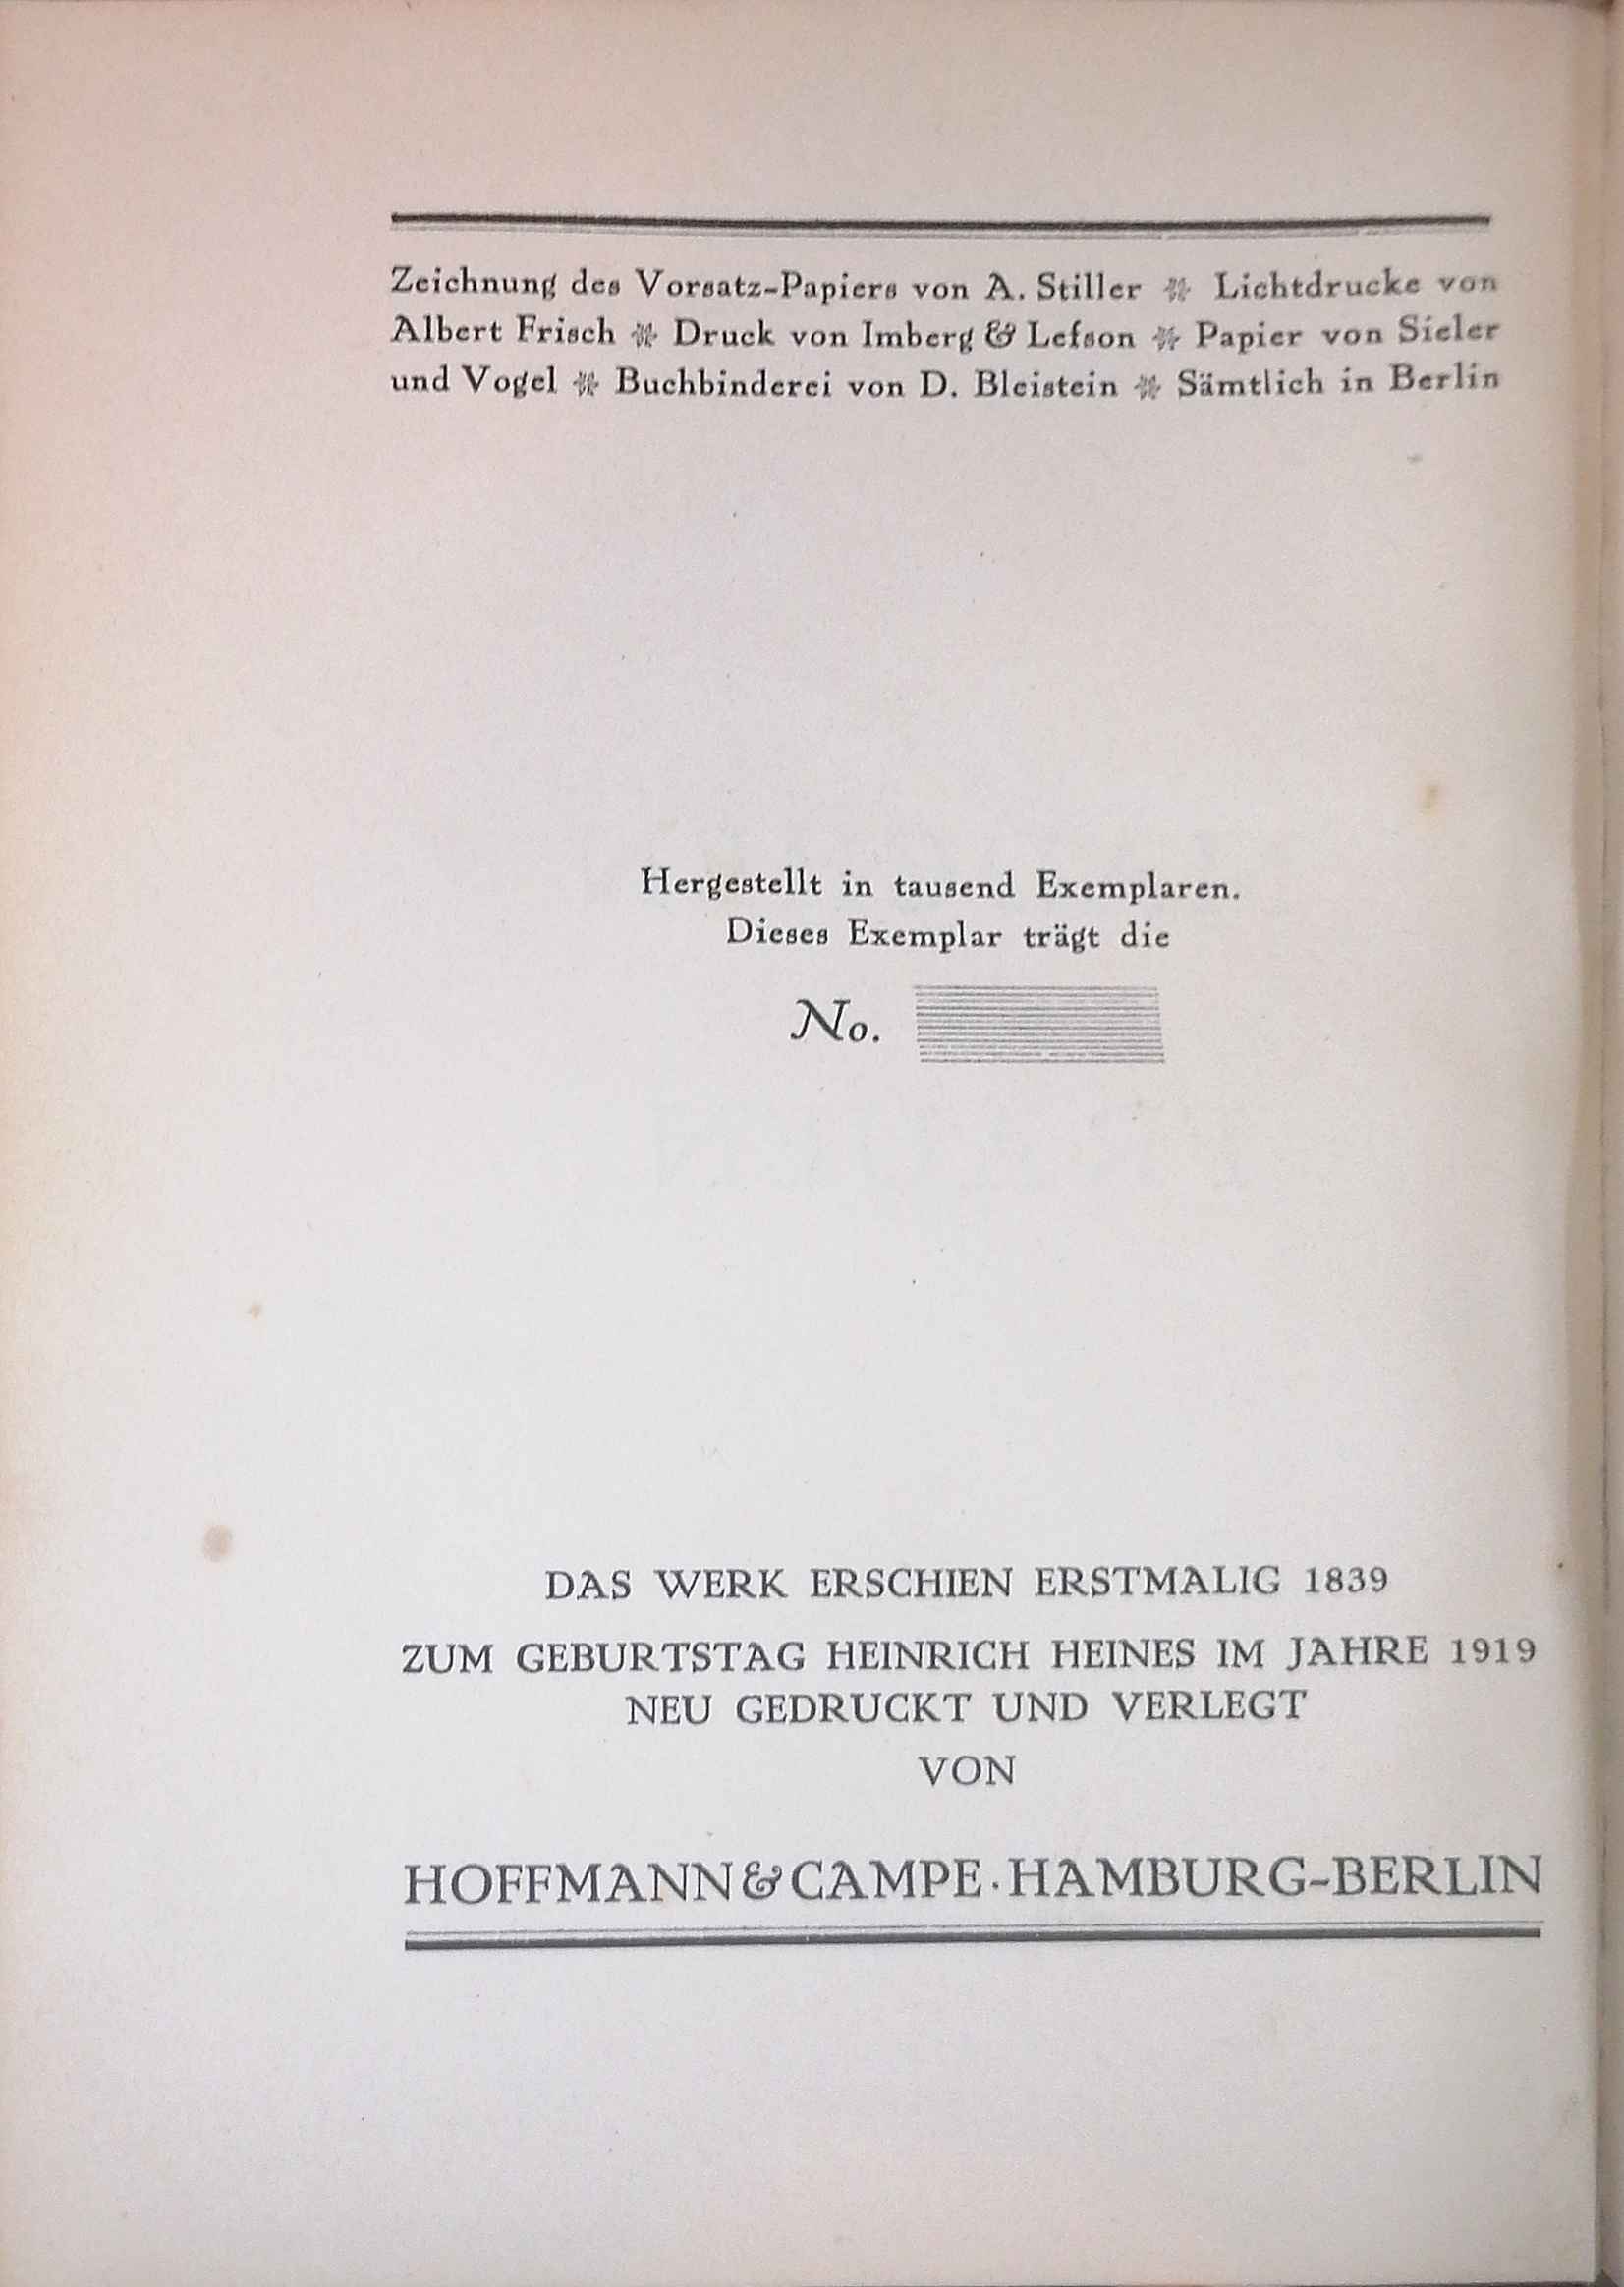 Zeichnung des Vorsatz-Papiers von A. Stiller ❈ Lichtdrucke von
Albert Frisch ❈ Druck von Imberg & Lefson ❈ Papier von Sieler
und Vogel ❈ Buchbinderei von D. Bleistein ❈ Sämtlich in Berlin
Hergestellt in tausend Exemplaren.
Dieses Exemplar trägt die
No.
DAS WERK ERSCHIEN ERSTMALIG 1839
ZUM GEBURTSTAG HEINRICH HEINES IM JAHRE 1919
NEU GEDRUCKT UND VERLEGT
VON
HOFFMANN & CAMPE · HAMBURG-BERLIN